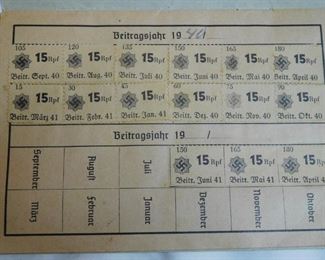 Beitragsjahr 1940
105 120 135 150 165 180
15 Rpf 15 Rpf 15 Rpf 15 Rpf 15 Rpf 15 Rpf
Beitr. Sept. 40 Beitr. Aug. 40 Beitr. Juli 40 Beitr. Juni 40 Beitr. Mai 40 Beitr. April 40
15 30 45 60 75 90
15 Rpf 15 Rpf 15 Rpf 15 Rpf 15 Rpf 15 Rpf
Beitr. März 41 Beitr. Febr. 41 Beitr. Jan. 41 Beitr. Dez. 40 Beitr. Nov. 40 Beitr. Okt. 40
Beitragsjahr 19 /
150 165 180
15 Rpf 15 Rpf 15 Rpf
Beitr. Juni 41 Beitr. Mai 41 Beitr. April 4
September August Juli
März Februar Januar Dezember November Oktober